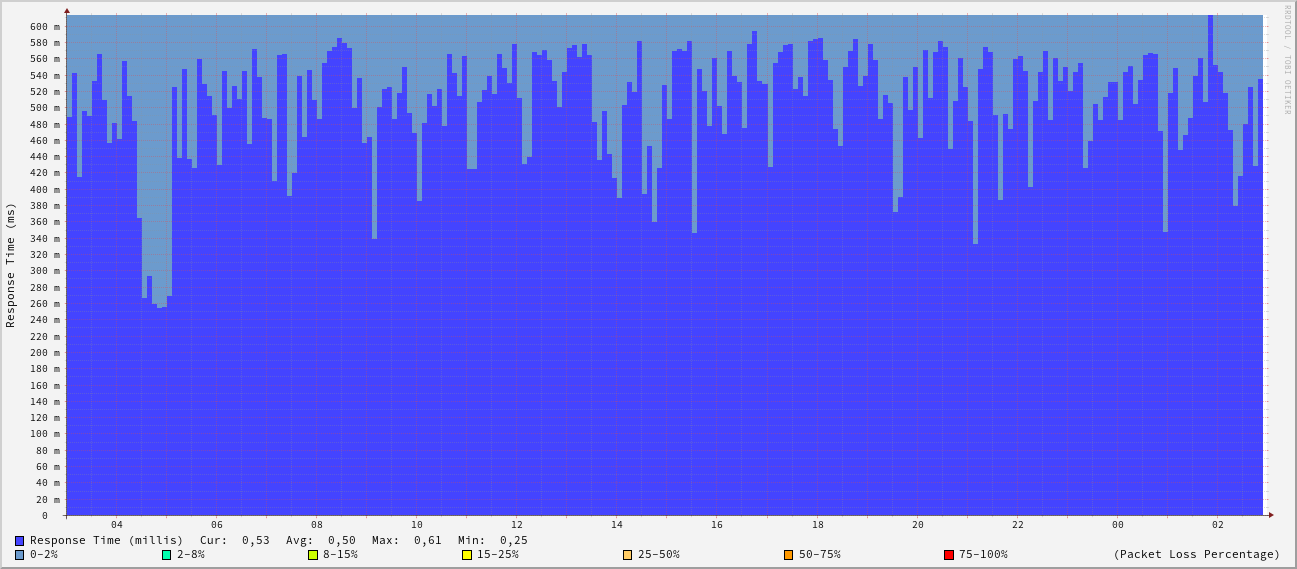 RRDTOOL / TOBI OETIKER
Response Time (ms)
600 m
580 m
560 m
540 m
520 m
500 m
480 m
460 m
440 m
420 m
400 m
380 m
360 m
340 m
320 m
300 m
280 m
260 m
240 m
220 m
200 m
180 m
160 m
140 m
120 m
100 m
80 m
60 m
40 m
20 m
0
04 06 08 10 12 14 16 18 20 22 00 02
Response Time (millis) Cur: 0,53 Avg: 0,50 Max: 0,61 Min: 0,25
0-2% 2-8% 8-15% 15-25% 25-50% 50-75% 75-100% (Packet Loss Percentage)